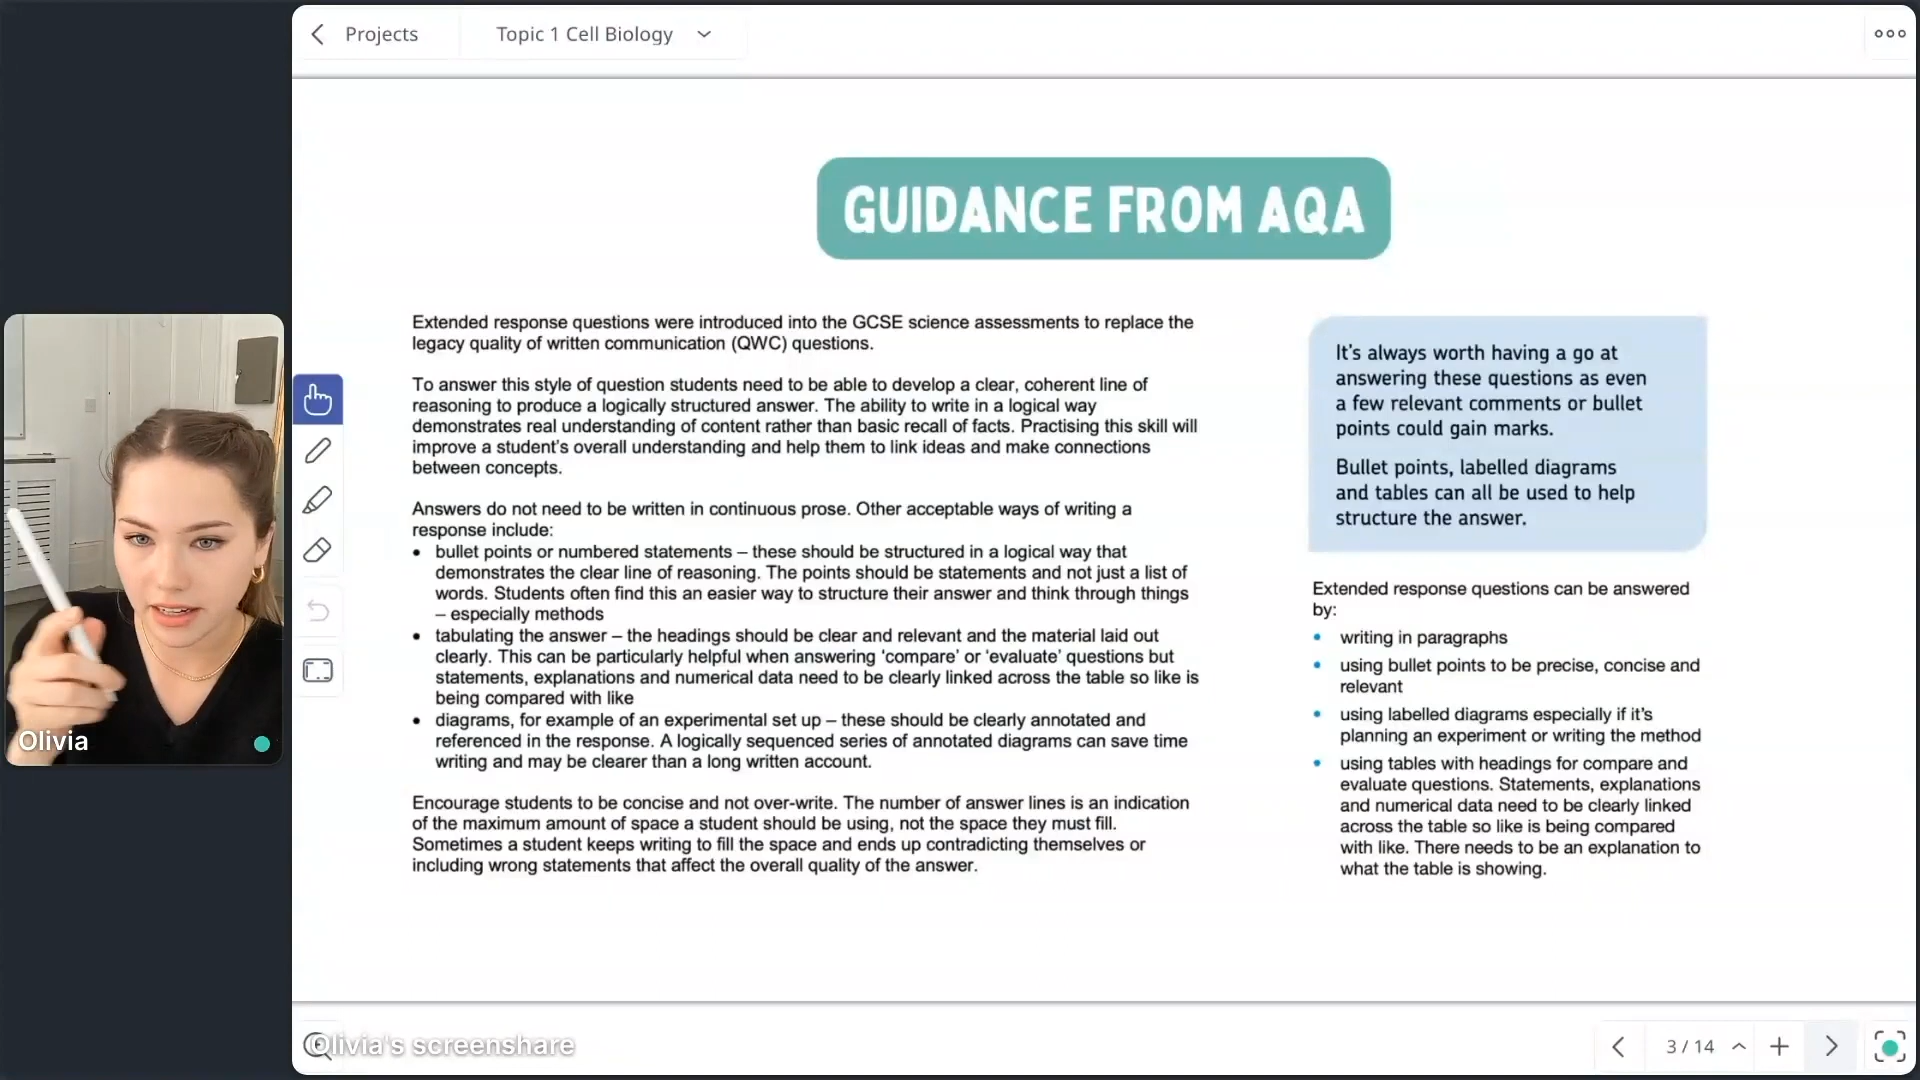 Projects
Topic 1 Cell Biology
GUIDANCE FROM AQA
Extended response questions were introduced into the GCSE science assessments to replace the
legacy quality of written communication (QWC) questions.
To answer this style of question students need to be able to develop a clear, coherent line of
reasoning to produce a logically structured answer. The ability to write in a logical way
demonstrates real understanding of content rather than basic recall of facts. Practising this skill will
improve a student's overall understanding and help them to link ideas and make connections
between concepts.
Answers do not need to be written in continuous prose. Other acceptable ways of writing a
response include:
• bullet points or numbered statements – these should be structured in a logical way that
demonstrates the clear line of reasoning. The points should be statements and not just a list of
words. Students often find this an easier way to structure their answer and think through things
– especially methods
• tabulating the answer – the headings should be clear and relevant and the material laid out
clearly. This can be particularly helpful when answering 'compare' or 'evaluate' questions but
statements, explanations and numerical data need to be clearly linked across the table so like is
being compared with like
• diagrams, for example of an experimental set up – these should be clearly annotated and
referenced in the response. A logically sequenced series of annotated diagrams can save time
writing and may be clearer than a long written account.
Encourage students to be concise and not over-write. The number of answer lines is an indication
of the maximum amount of space a student should be using, not the space they must fill.
Sometimes a student keeps writing to fill the space and ends up contradicting themselves or
including wrong statements that affect the overall quality of the answer.
It's always worth having a go at
answering these questions as even
a few relevant comments or bullet
points could gain marks.
Bullet points, labelled diagrams
and tables can all be used to help
structure the answer.
Extended response questions can be answered
by:
• writing in paragraphs
• using bullet points to be precise, concise and
relevant
• using labelled diagrams especially if it's
planning an experiment or writing the method
• using tables with headings for compare and
evaluate questions. Statements, explanations
and numerical data need to be clearly linked
across the table so like is being compared
with like. There needs to be an explanation to
what the table is showing.
Olivia
Olivia's screenshare
3 / 14